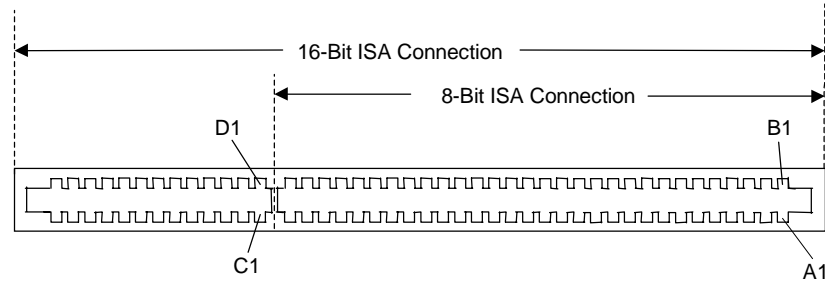 16-Bit ISA Connection
8-Bit ISA Connection
D1
B1
C1
A1